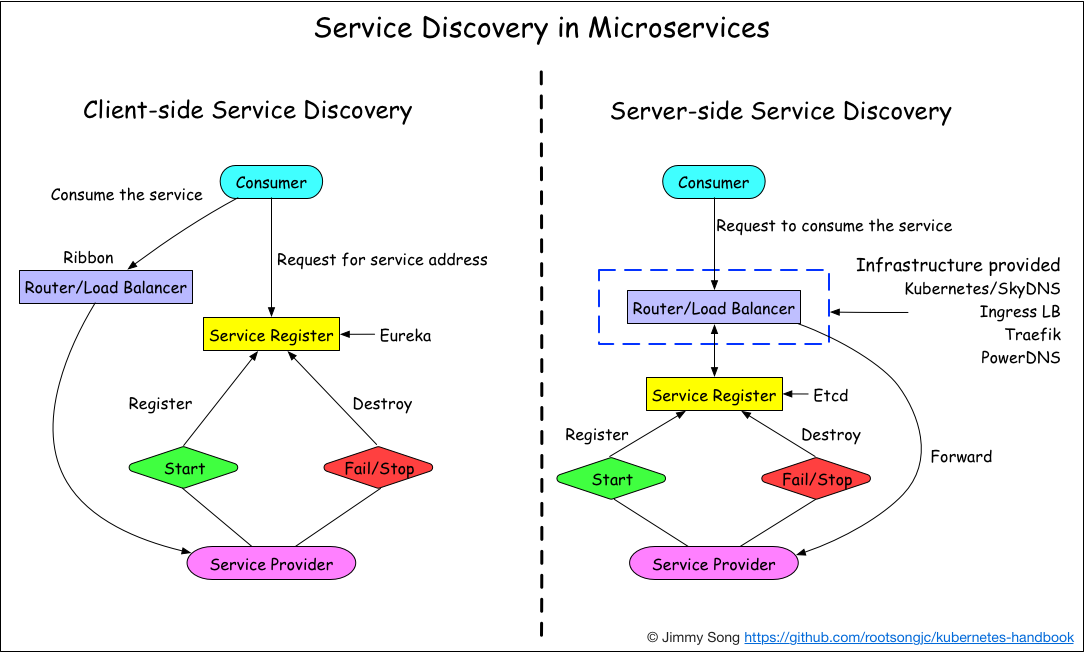 Service Discovery in Microservices
Client-side Service Discovery
Consumer
Consume the service
Ribbon
Request for service address
Router/Load Balancer
Service Register
Eureka
Register
Destroy
Start
Fail/Stop
Service Provider
Server-side Service Discovery
Consumer
Request to consume the service
Infrastructure provided
Kubernetes/SkyDNS
Ingress LB
Traefik
PowerDNS
Router/Load Balancer
Service Register
Etcd
Register
Destroy
Forward
Start
Fail/Stop
Service Provider
© Jimmy Song https://github.com/rootsongjc/kubernetes-handbook